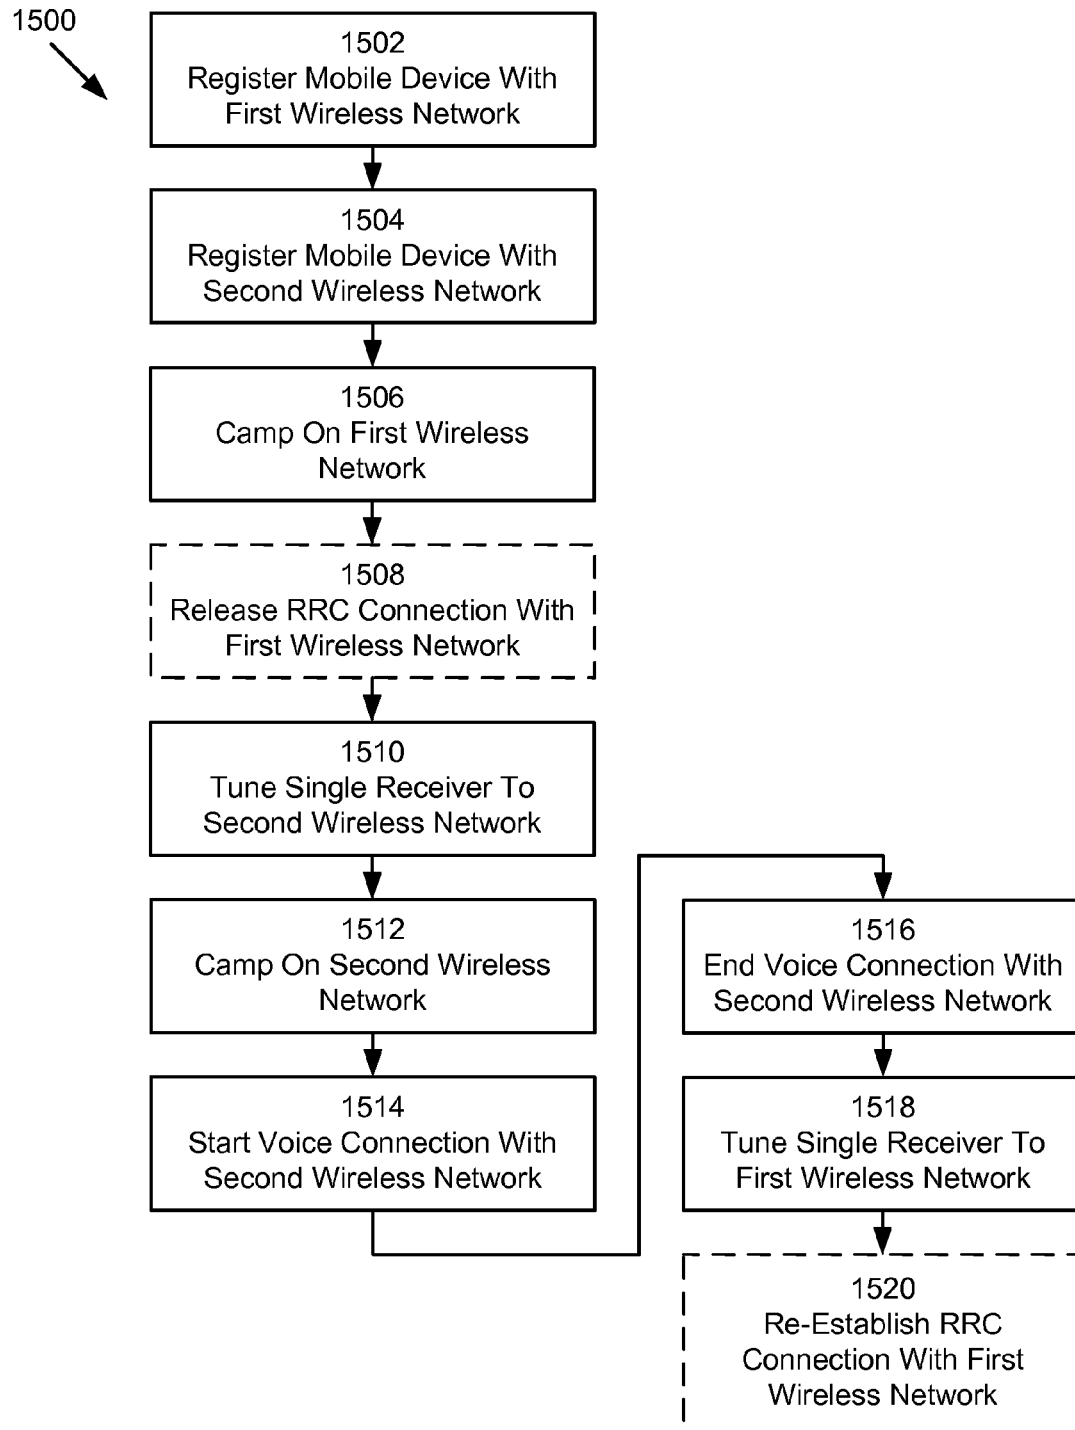 1500
1502
Register Mobile Device With
First Wireless Network
1504
Register Mobile Device With
Second Wireless Network
1506
Camp On First Wireless
Network
1508
Release RRC Connection With
First Wireless Network
1510
Tune Single Receiver To
Second Wireless Network
1512
Camp On Second Wireless
Network
1514
Start Voice Connection With
Second Wireless Network
1516
End Voice Connection With
Second Wireless Network
1518
Tune Single Receiver To
First Wireless Network
1520
Re-Establish RRC
Connection With First
Wireless Network